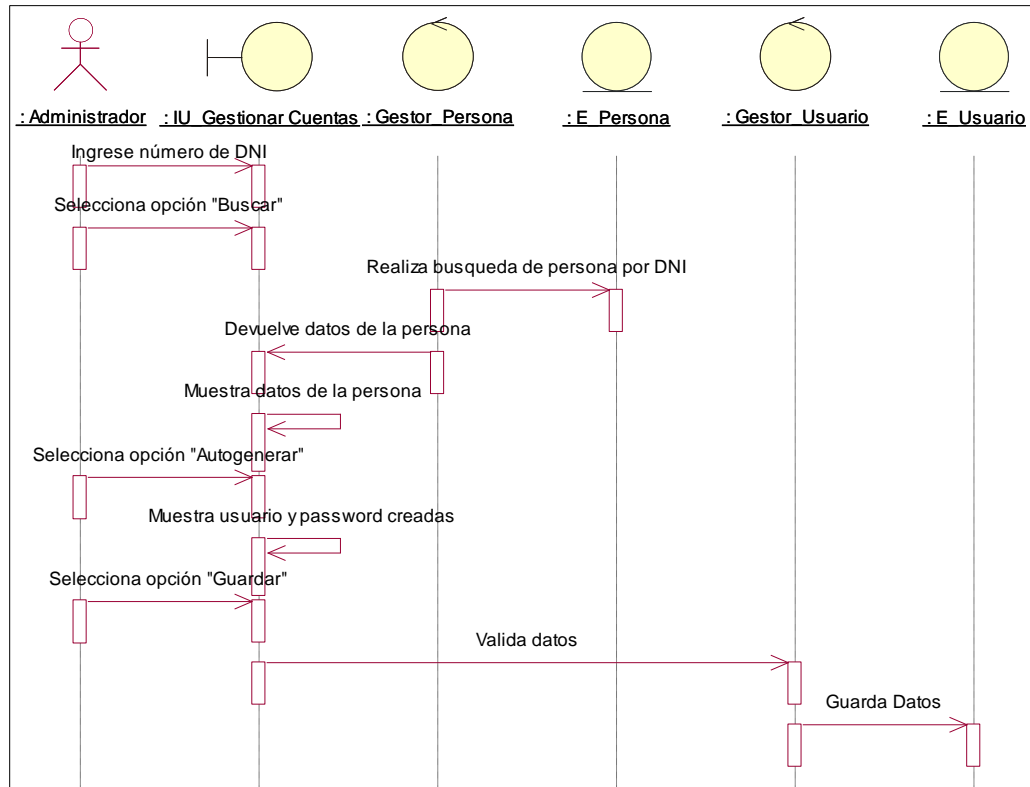 : Administrador
: IU_Gestionar Cuentas
: Gestor_Persona
: E_Persona
: Gestor_Usuario
: E_Usuario
Ingrese número de DNI
Selecciona opción "Buscar"
Realiza busqueda de persona por DNI
Devuelve datos de la persona
Muestra datos de la persona
Selecciona opción "Autogenerar"
Muestra usuario y password creadas
Selecciona opción "Guardar"
Valida datos
Guarda Datos